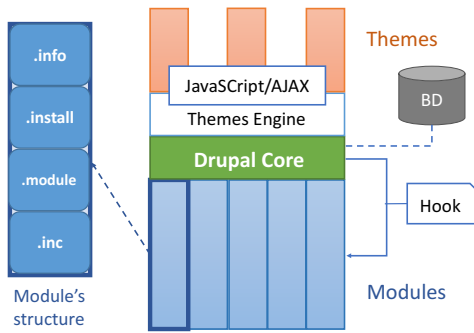 .info
.install
.module
.inc
Module's
structure
Themes
JavaSCript/AJAX
Themes Engine
Drupal Core
BD
Hook
Modules